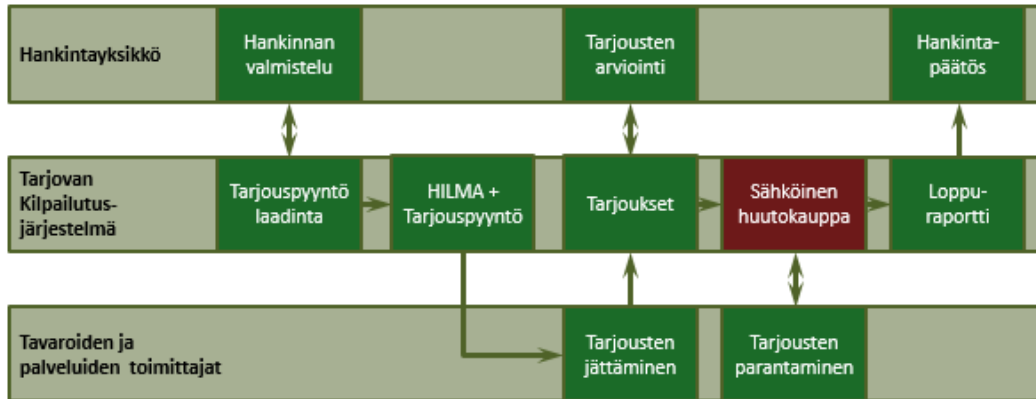 Hankintayksikkö
Hankinnan
valmistelu
Tarjousten
arviointi
Hankinta-
päätös
Tarjovan
Kilpailutus-
järjestelmä
Tarjouspyyntö
laadinta
HILMA +
Tarjouspyyntö
Tarjoukset
Sähköinen
huutokauppa
Loppu-
raportti
Tavaroiden ja
palveluiden toimittajat
Tarjousten
jättäminen
Tarjousten
parantaminen